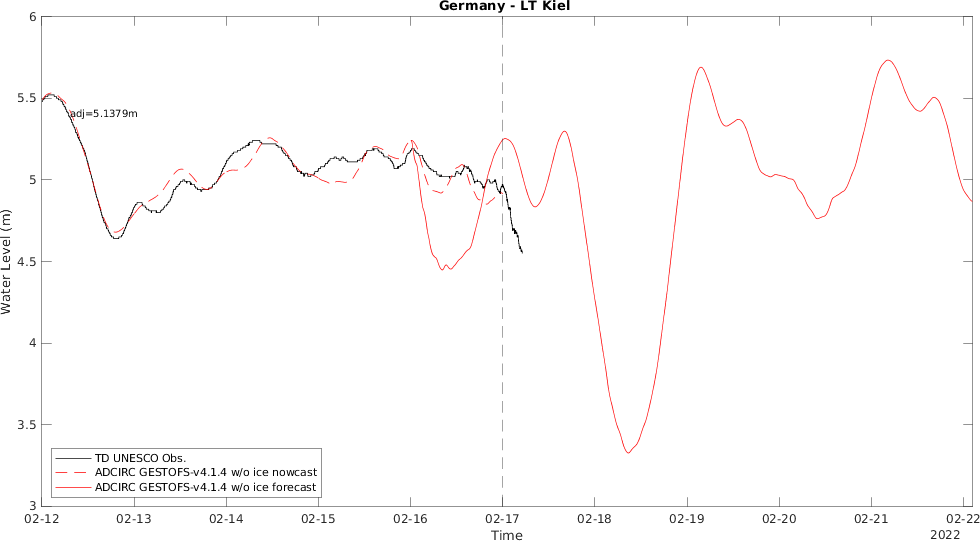 Germany - LT Kiel
6
5.5
5
4.5
4
3.5
3
Water Level (m)
adj=5.1379m
TD UNESCO Obs.
ADCIRC GESTOFS-v4.1.4 w/o ice nowcast
ADCIRC GESTOFS-v4.1.4 w/o ice forecast
02-12 02-13 02-14 02-15 02-16 02-17 02-18 02-19 02-20 02-21 02-22
Time
2022